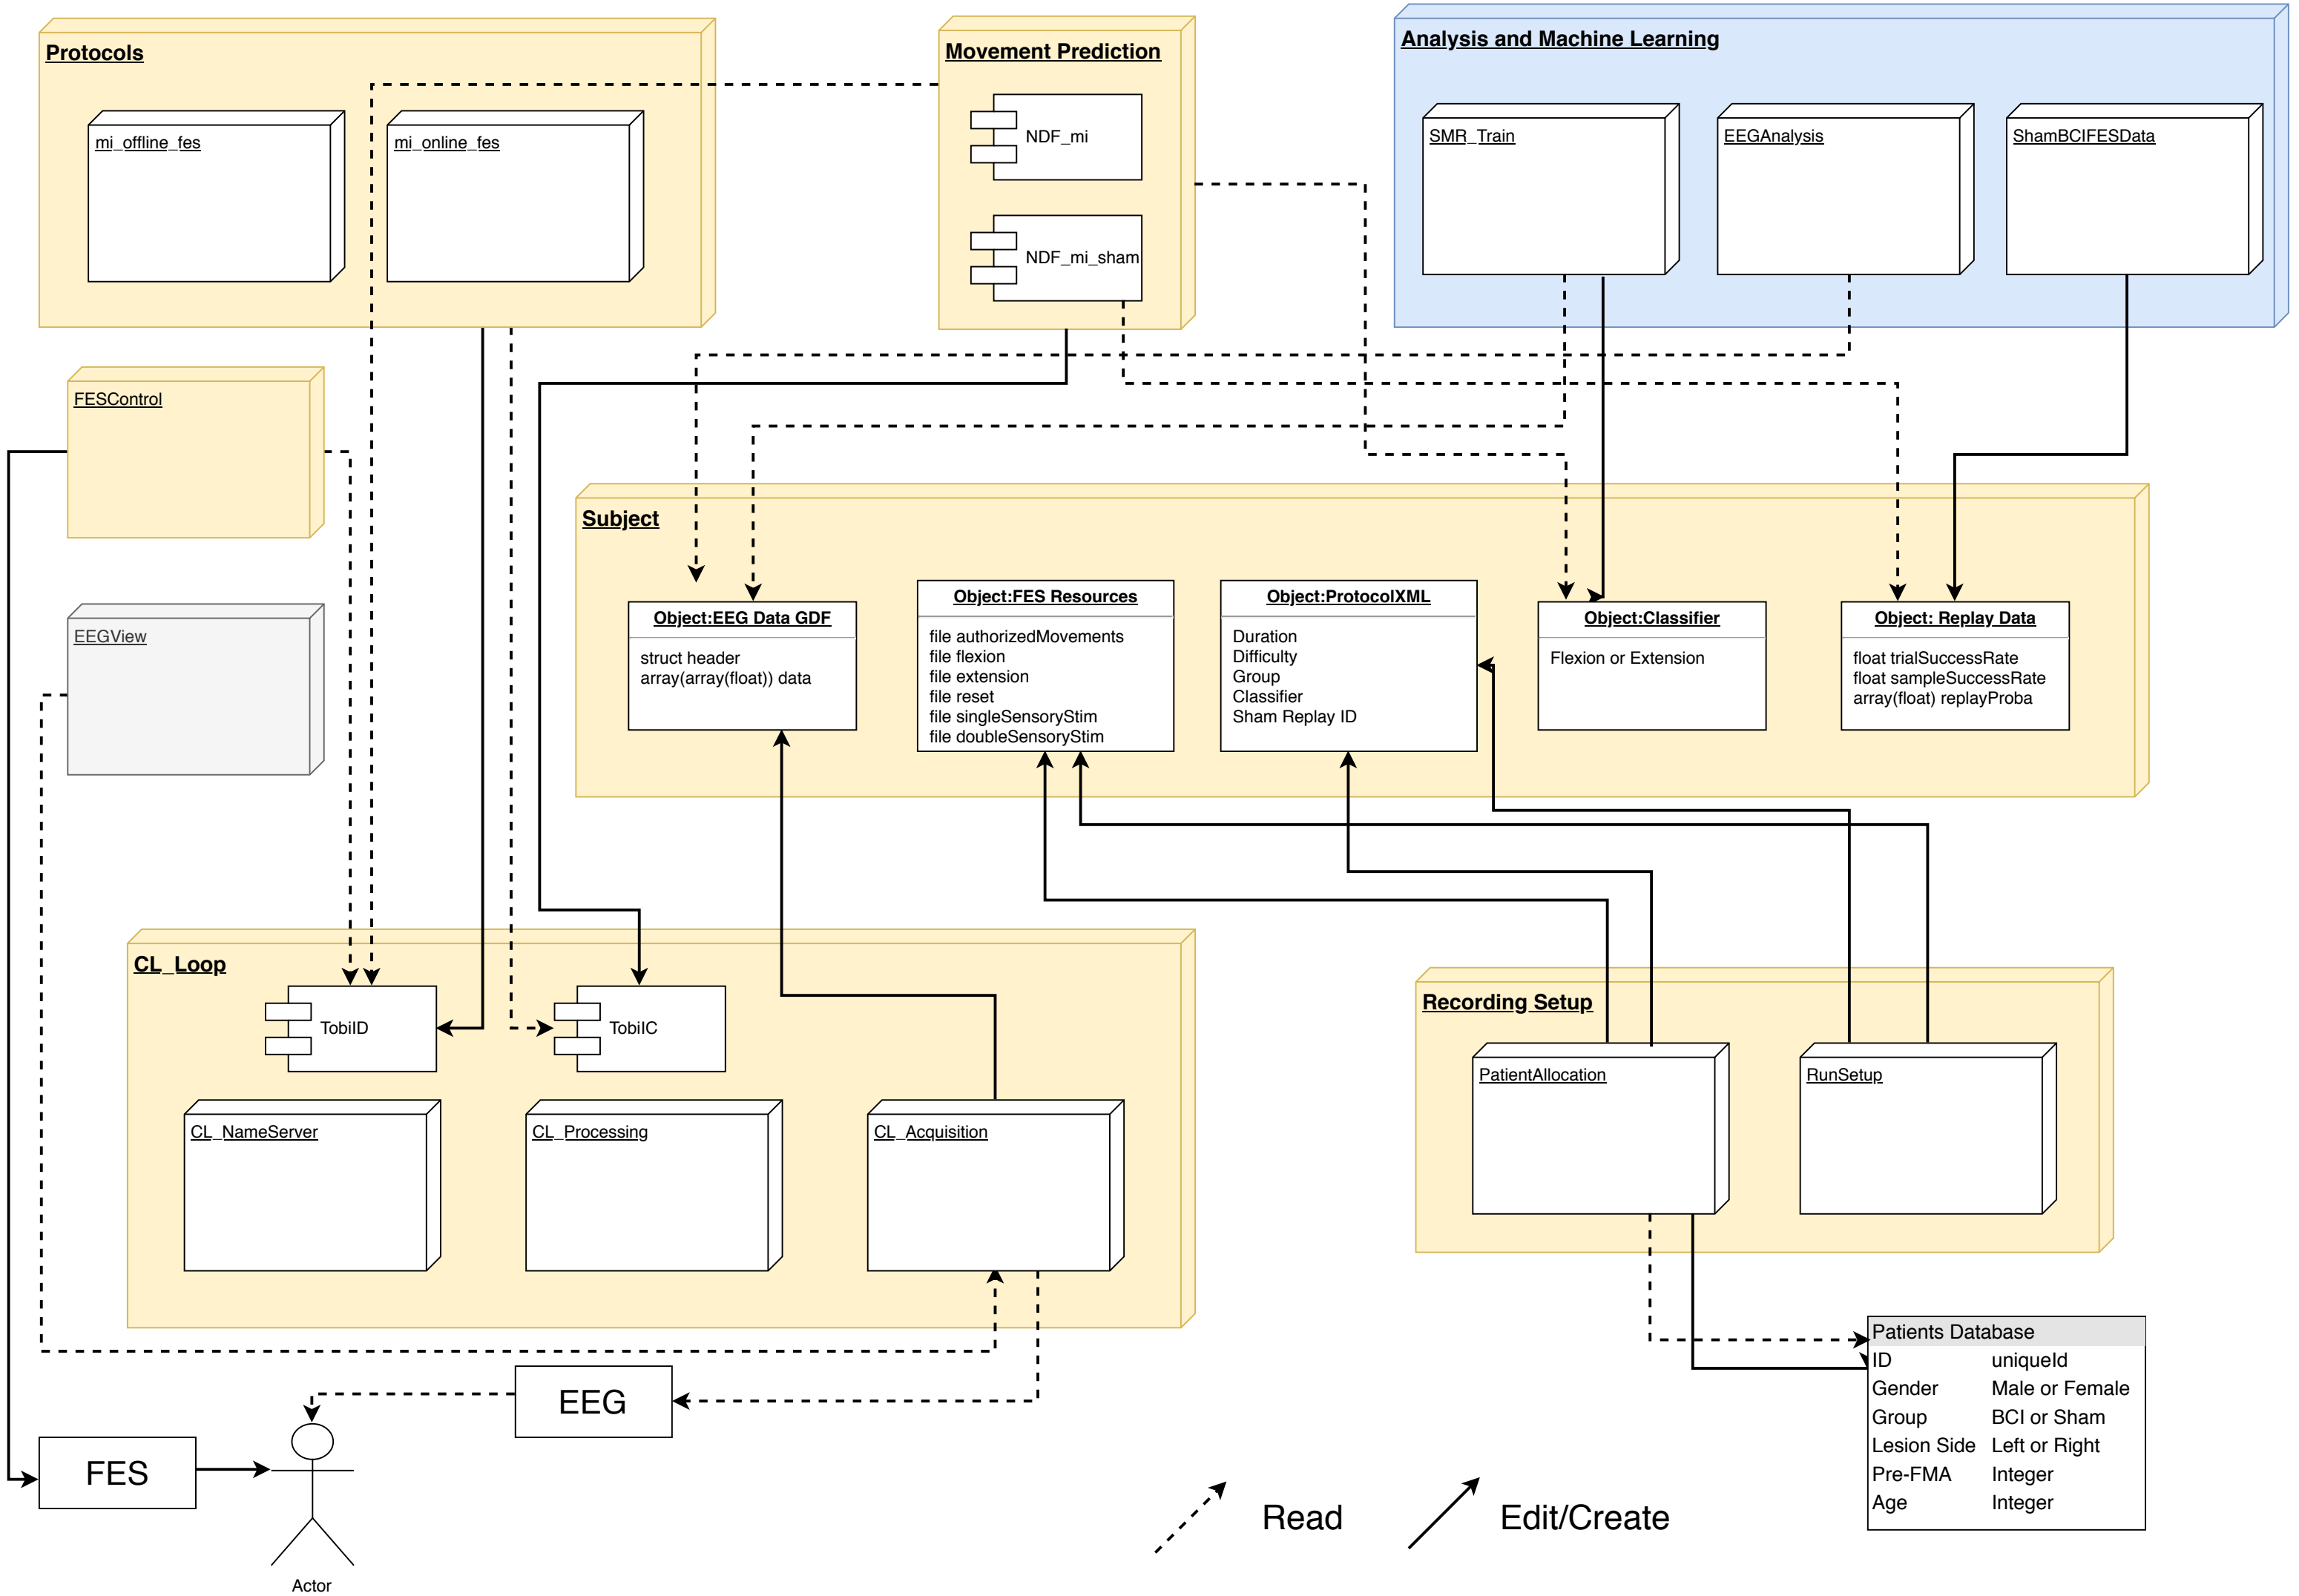 Protocols
mi_offline_fes
mi_online_fes
Movement Prediction
NDF_mi
NDF_mi_sham
Analysis and Machine Learning
SMR_Train
EEGAnalysis
ShamBCIFESData
FESControl
EEGView
Subject
Object:EEG Data GDF
struct header
array(array(float)) data
Object:FES Resources
file authorizedMovements
file flexion
file extension
file reset
file singleSensoryStim
file doubleSensoryStim
Object:ProtocolXML
Duration
Difficulty
Group
Classifier
Sham Replay ID
Object:Classifier
Flexion or Extension
Object: Replay Data
float trialSuccessRate
float sampleSuccessRate
array(float) replayProba
CL_Loop
TobiID
TobiIC
CL_NameServer
CL_Processing
CL_Acquisition
Recording Setup
PatientAllocation
RunSetup
Patients Database
ID uniqueId
Gender Male or Female
Group BCI or Sham
Lesion Side Left or Right
Pre-FMA Integer
Age Integer
EEG
FES
Actor
Read
Edit/Create